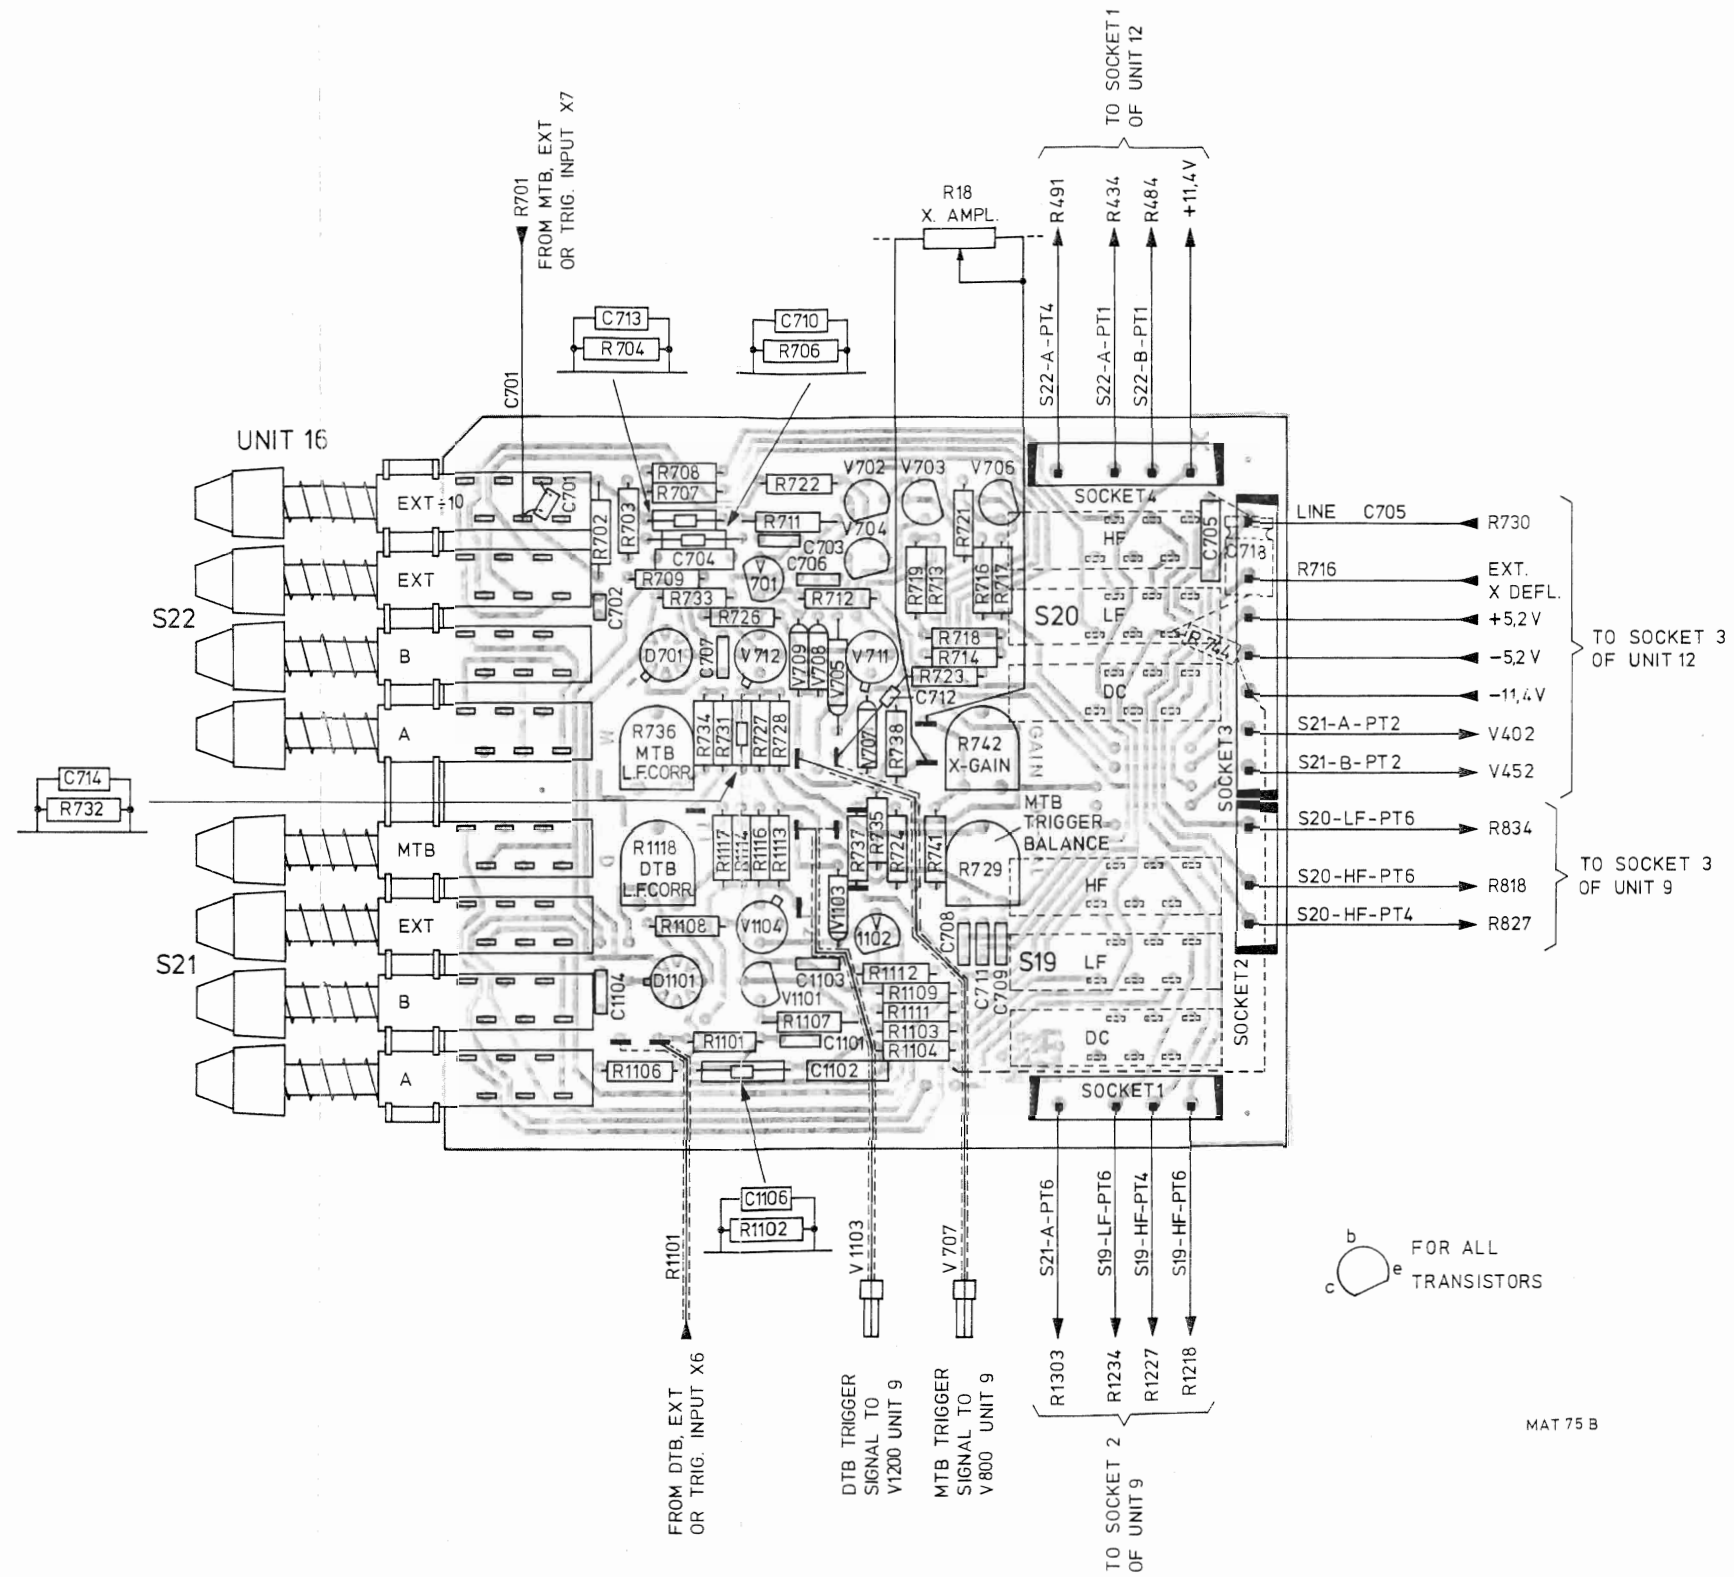 TO SOCKET1
OF UNIT 12
R701
FROM MTB, EXT
OR TRIG. INPUT X7
R18
X. AMPL.
R491
R434
R484
+11,4V
S22-A-PT4
S22-A-PT1
S22-B-PT1
C701
C713
R704
C710
R706
UNIT 16
EXT÷10
EXT
B
A
S22
MTB
EXT
B
A
S21
C714
R732
C701
R702
R703
R708
R707
R722
R711
C703
C704
C706
V702
V703
V706
V704
R721
V
701
R709
R733
R726
R712
C702
R719
R713
R716
R717
D701
C707
V712
V709
V708
V705
V711
R718
R714
R723
C712
R736
MTB
L.F.CORR.
R734
R731
R727
R728
V707
R738
R742
X-GAIN
GAIN
MTB
TRIGGER
BALANCE
R729
R1118
DTB
L.F.CORR.
R1117
R1114
R1116
R1113
R737
R735
R724
R741
V1103
V
1102
R1108
V1104
D1101
C1104
V1101
C1103
R1112
R1109
R1111
R1103
R1104
R1107
R1101
C1101
R1106
C1102
C708
C711
C709
SOCKET4
HF
S20
LF
DC
C705
C718
R744
SOCKET3
HF
S19
LF
DC
SOCKET2
SOCKET1
LINE C705
R730
R716
EXT.
X DEFL.
+5,2 V
-5,2 V
-11,4V
S21-A-PT2
V402
S21-B-PT2
V452
TO SOCKET 3
OF UNIT 12
S20-LF-PT6
R834
S20-HF-PT6
R818
S20-HF-PT4
R827
TO SOCKET 3
OF UNIT 9
C1106
R1102
R1101
V1103
V 707
S21-A-PT6
S19-LF-PT6
S19-HF-PT4
S19-HF-PT6
R1303
R1234
R1227
R1218
FROM DTB, EXT
OR TRIG. INPUT X6
DTB TRIGGER
SIGNAL TO
V1200 UNIT 9
MTB TRIGGER
SIGNAL TO
V800 UNIT 9
TO SOCKET 2
OF UNIT 9
b
c
e
FOR ALL
TRANSISTORS
MAT 75 B